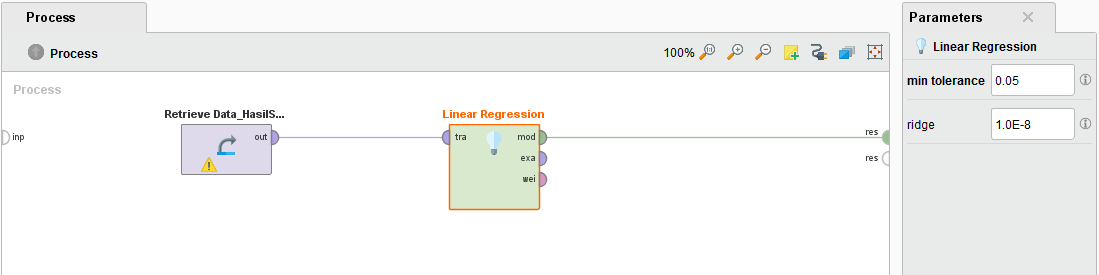 Process
Process
100%
Process
Retrieve Data_HasilS...
inp
out
Linear Regression
tra
mod
exa
wei
res
res
Parameters
Linear Regression
min tolerance
0.05
ridge
1.0E-8